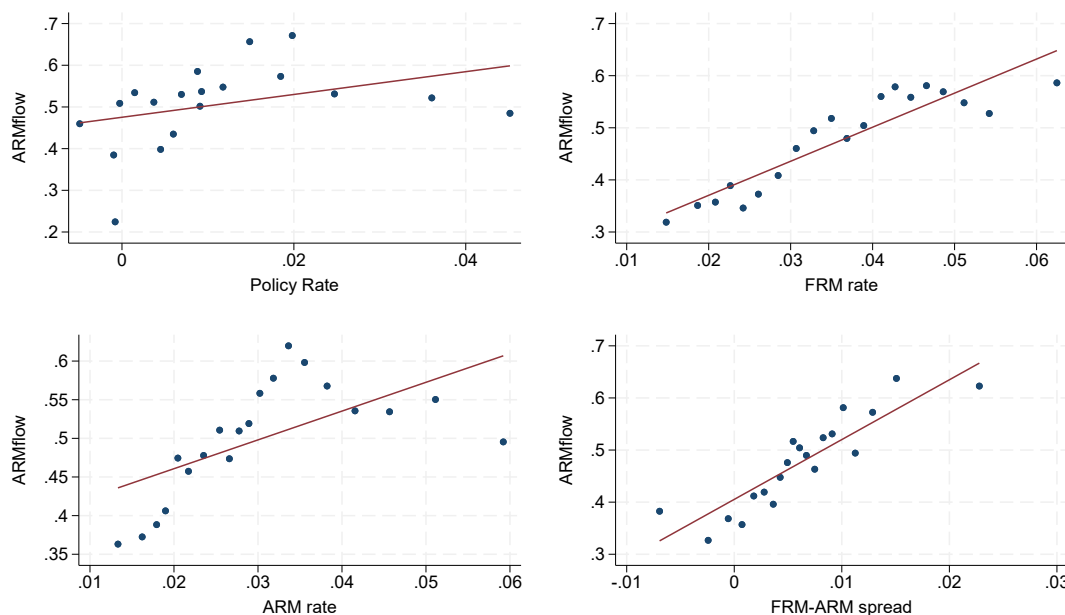 .7
.6
.5
.4
.3
.2
ARMflow
0 .02 .04
Policy Rate
.7
.6
.5
.4
.3
ARMflow
.01 .02 .03 .04 .05 .06
FRM rate
.6
.55
.5
.45
.4
.35
ARMflow
.01 .02 .03 .04 .05 .06
ARM rate
.7
.6
.5
.4
.3
ARMflow
-.01 0 .01 .02 .03
FRM-ARM spread